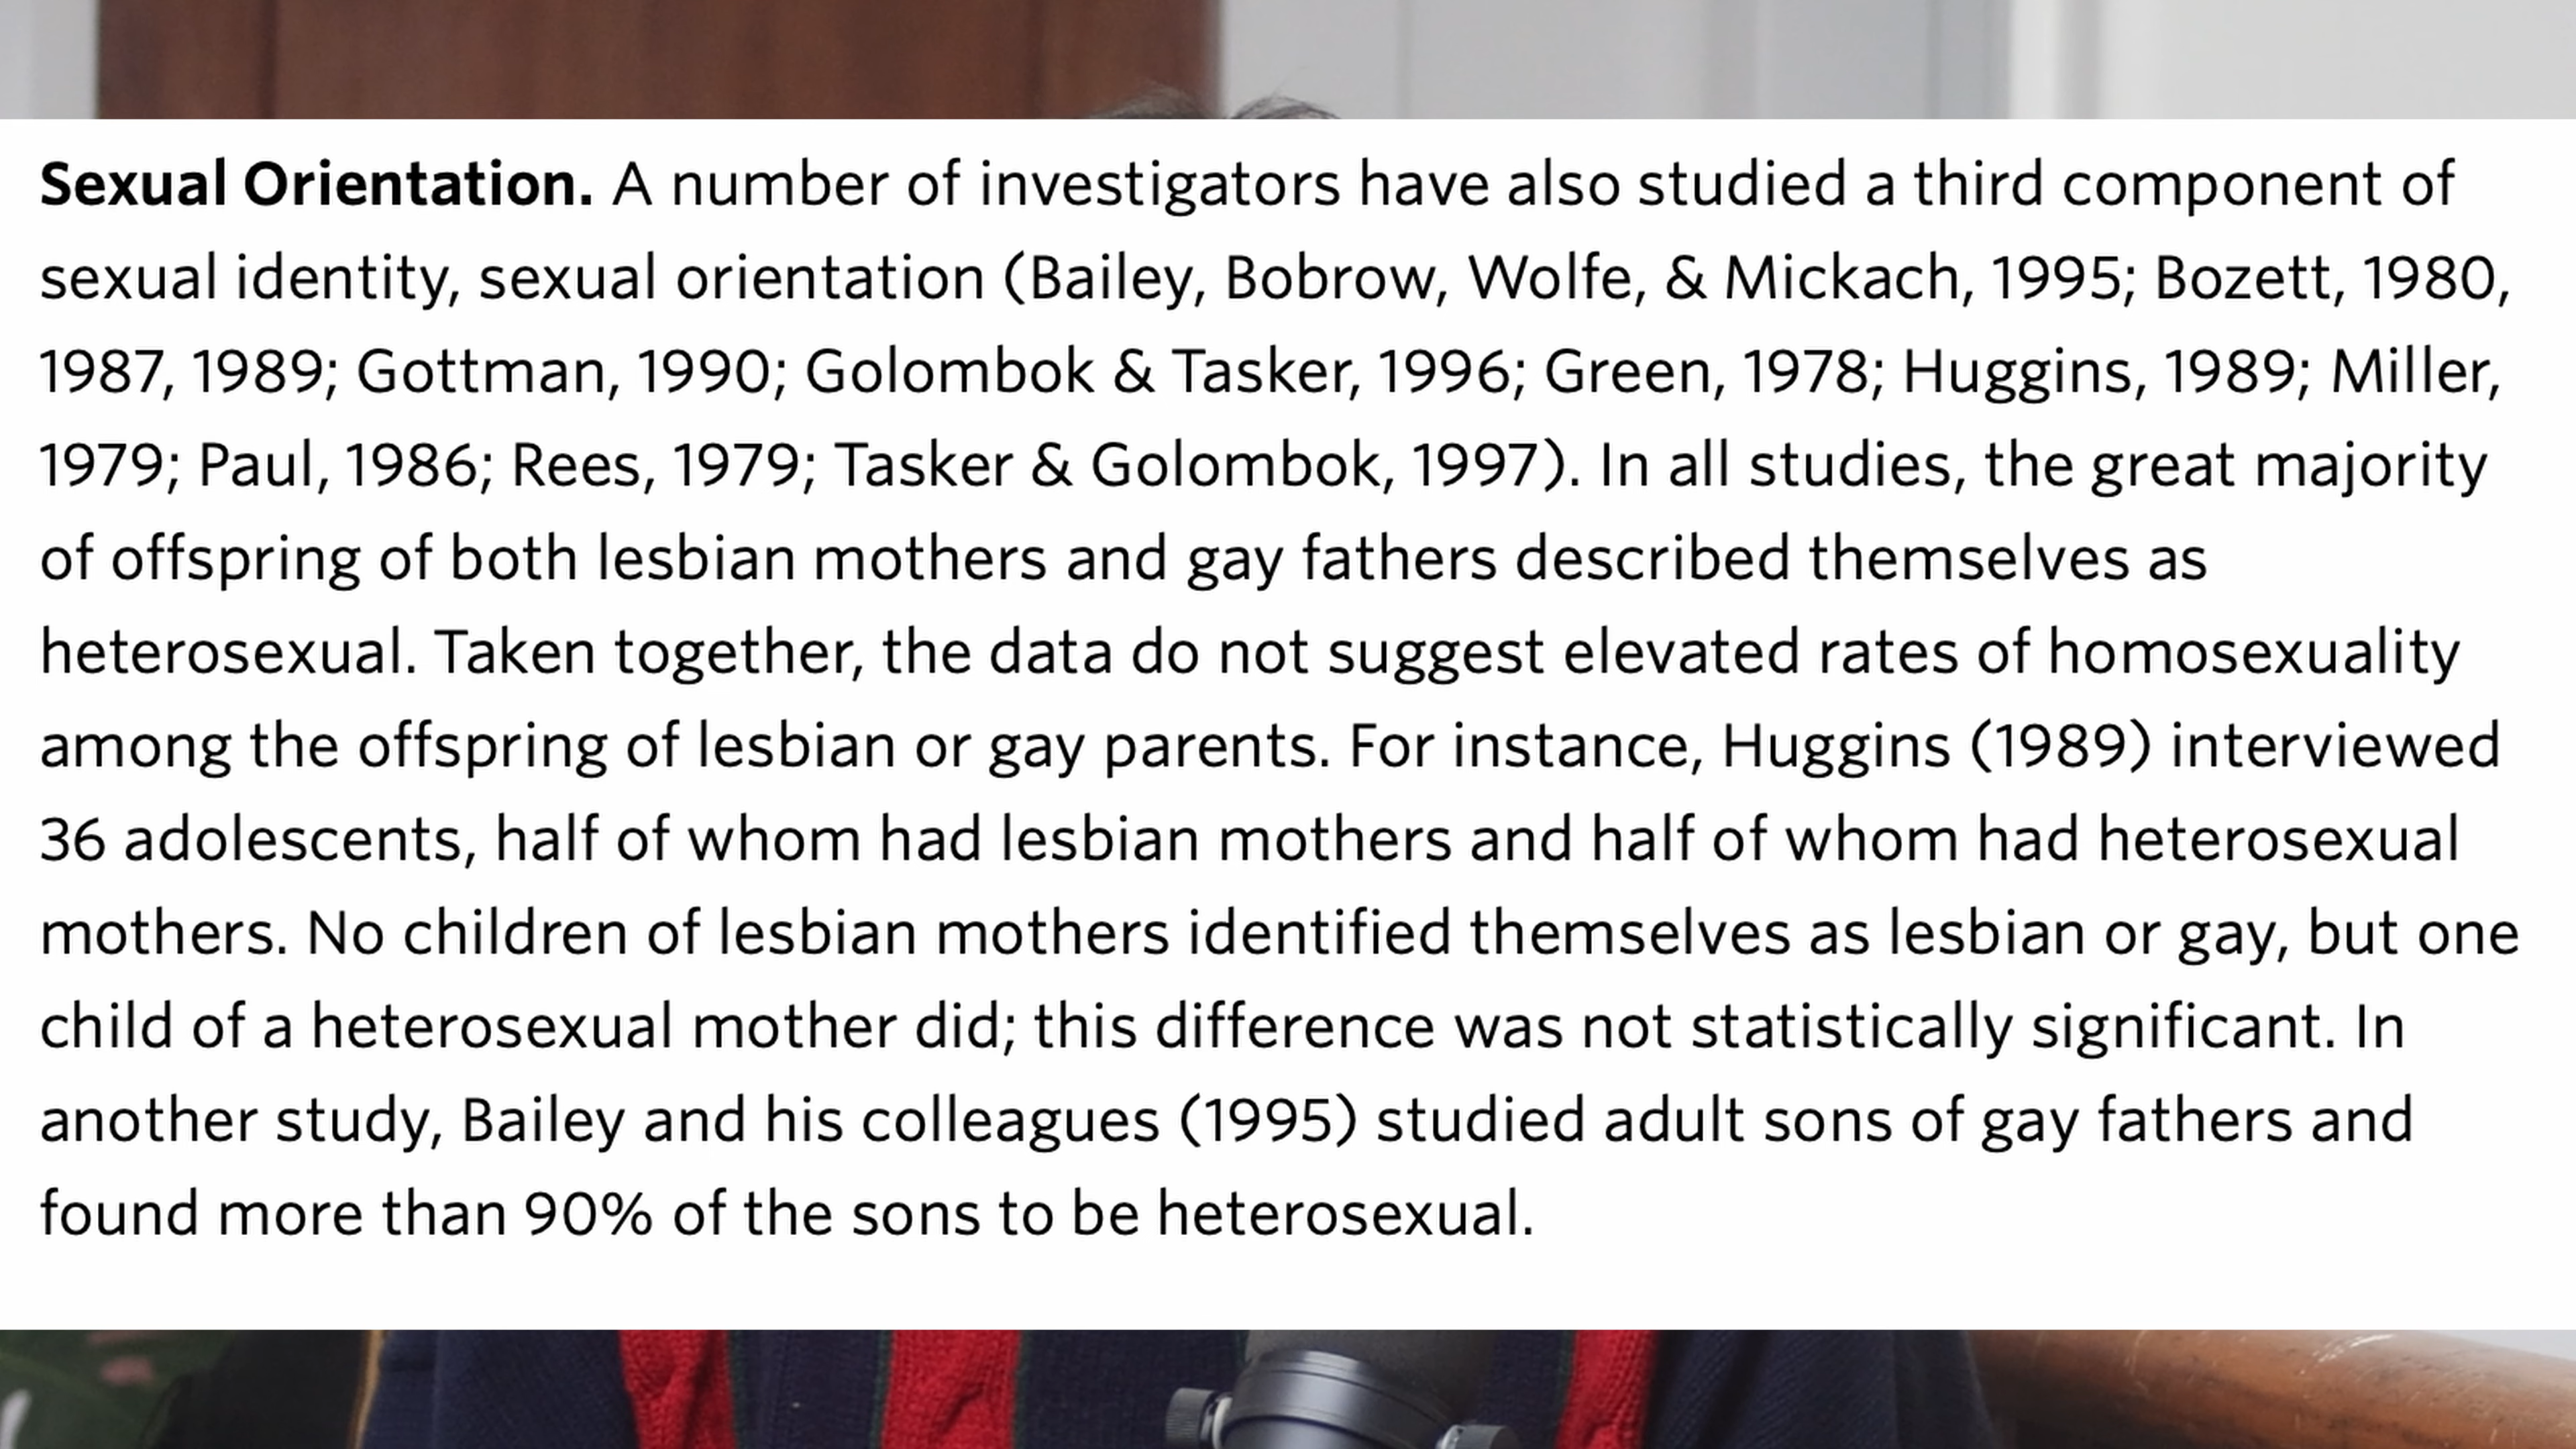 Sexual Orientation. A number of investigators have also studied a third component of
sexual identity, sexual orientation (Bailey, Bobrow, Wolfe, & Mickach, 1995; Bozett, 1980,
1987, 1989; Gottman, 1990; Golombok & Tasker, 1996; Green, 1978; Huggins, 1989; Miller,
1979; Paul, 1986; Rees, 1979; Tasker & Golombok, 1997). In all studies, the great majority
of offspring of both lesbian mothers and gay fathers described themselves as
heterosexual. Taken together, the data do not suggest elevated rates of homosexuality
among the offspring of lesbian or gay parents. For instance, Huggins (1989) interviewed
36 adolescents, half of whom had lesbian mothers and half of whom had heterosexual
mothers. No children of lesbian mothers identified themselves as lesbian or gay, but one
child of a heterosexual mother did; this difference was not statistically significant. In
another study, Bailey and his colleagues (1995) studied adult sons of gay fathers and
found more than 90% of the sons to be heterosexual.